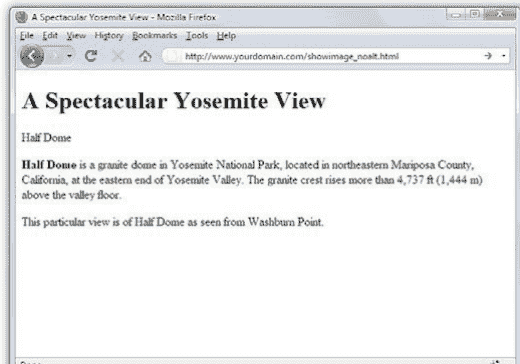 A Spectacular Yosemite View - Mozilla Firefox
File Edit View History Bookmarks Tools Help
http://www.yourdomain.com/showimage_noalt.html
A Spectacular Yosemite View
Half Dome
Half Dome is a granite dome in Yosemite National Park, located in northeastern Mariposa County,
California, at the eastern end of Yosemite Valley. The granite crest rises more than 4,737 ft (1,444 m)
above the valley floor.
This particular view is of Half Dome as seen from Washburn Point.